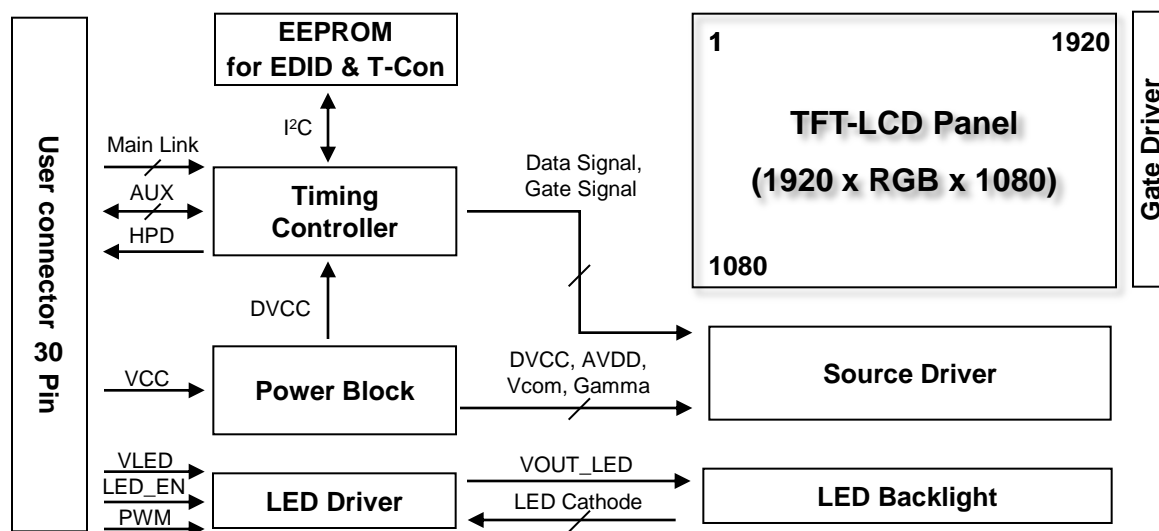 EEPROM
for EDID & T-Con
I²C
User connector 30 Pin
Main Link
AUX
HPD
Timing
Controller
Data Signal,
Gate Signal
1
1920
TFT-LCD Panel
(1920 x RGB x 1080)
1080
Gate Driver
DVCC
VCC
Power Block
DVCC, AVDD,
Vcom, Gamma
Source Driver
VLED
LED_EN
PWM
LED Driver
VOUT_LED
LED Cathode
LED Backlight